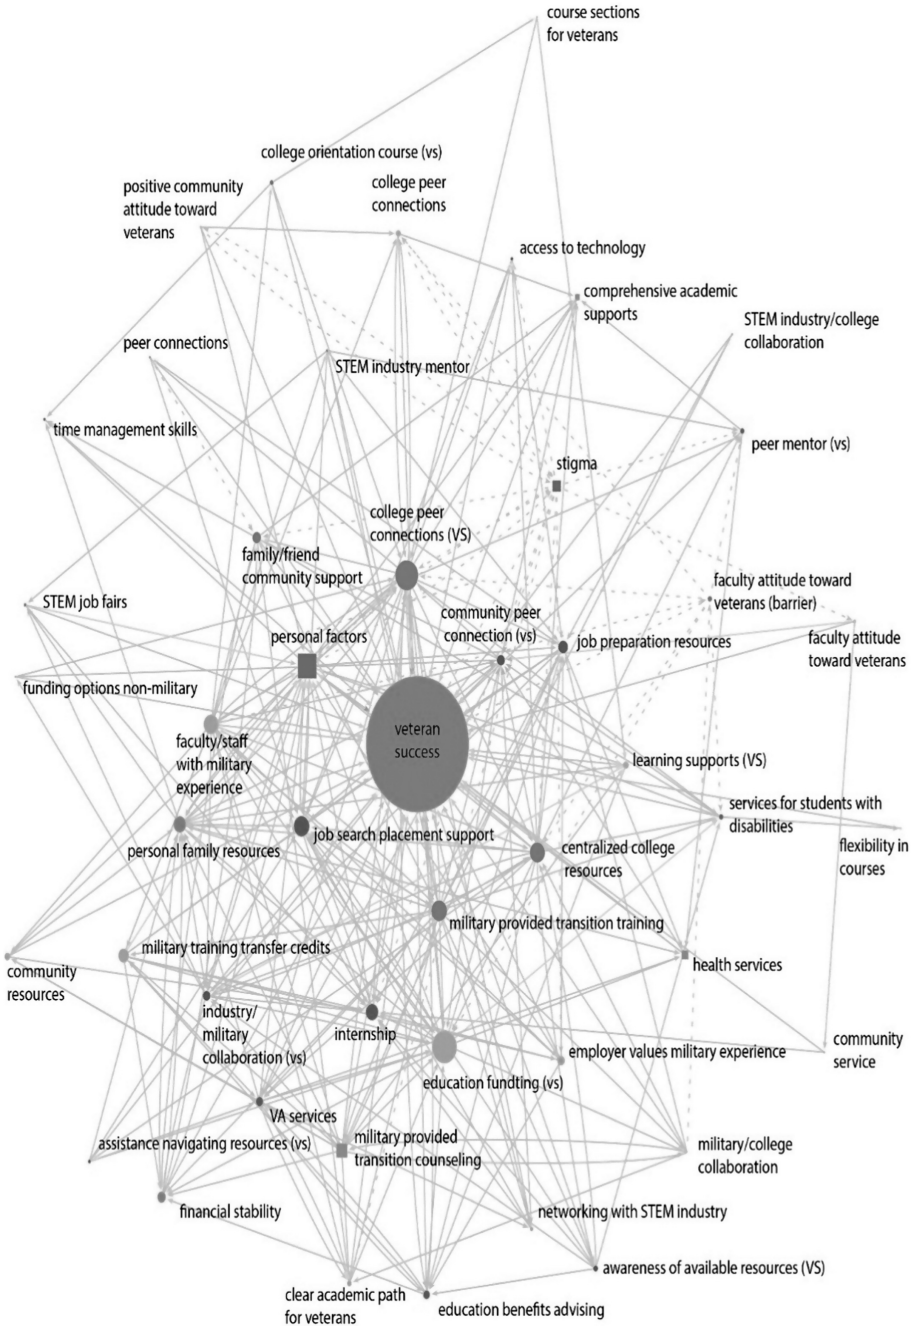 course sections
for veterans
college orientation course (vs)
positive community
attitude toward
veterans
college peer
connections
access to technology
comprehensive academic
supports
STEM industry/college
collaboration
peer connections
STEM industry mentor
time management skills
peer mentor (vs)
stigma
college peer
connections (VS)
family/friend
community support
STEM job fairs
faculty attitude toward
veterans (barrier)
community peer
connection (vs)
personal factors
job preparation resources
faculty attitude
toward veterans
funding options non-military
veteran
success
faculty/staff
with military
experience
learning supports (VS)
services for students with
disabilities
job search placement support
personal family resources
centralized college
resources
flexibility in
courses
military provided transition training
military training transfer credits
health services
community
resources
industry/
military
collaboration (vs)
internship
employer values military experience
community
service
education fundting (vs)
VA services
assistance navigating resources (vs)
military provided
transition counseling
military/college
collaboration
financial stability
networking with STEM industry
awareness of available resources (VS)
clear academic path
for veterans
education benefits advising